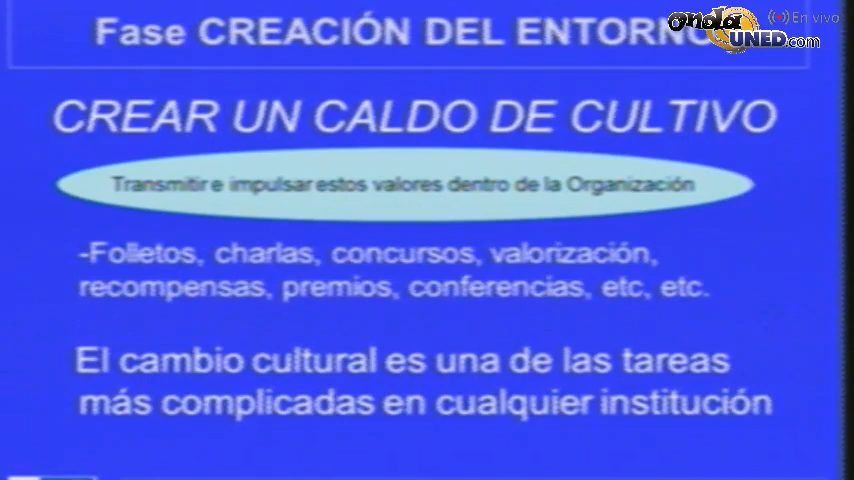 Fase CREACIÓN DEL ENTORNO
onda UNED.com
En vivo
CREAR UN CALDO DE CULTIVO
Transmitir e impulsar estos valores dentro de la Organización
-Folletos, charlas, concursos, valorización,
recompensas, premios, conferencias, etc, etc.
El cambio cultural es una de las tareas
más complicadas en cualquier institución